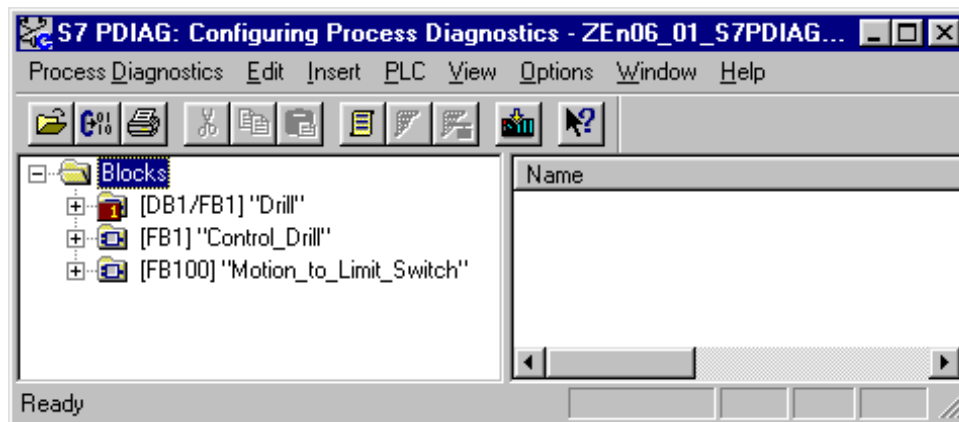 S7 PDIAG: Configuring Process Diagnostics - ZEn06_01_S7PDIAG...
Process Diagnostics Edit Insert PLC View Options Window Help
Blocks
Name
[DB1/FB1] "Drill"
[FB1] "Control_Drill"
[FB100] "Motion_to_Limit_Switch"
Ready